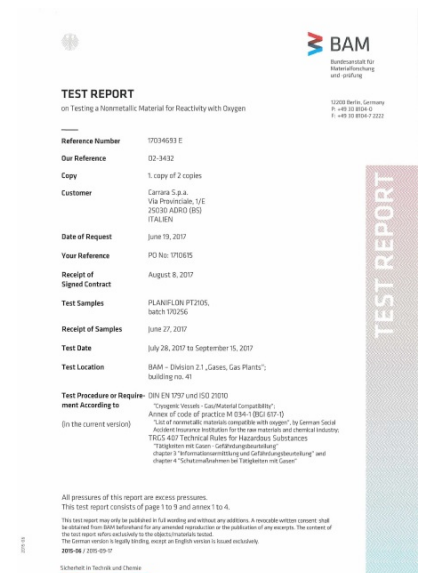 BAM
Bundesanstalt für
Materialforschung
und -prüfung
TEST REPORT
on Testing a Nonmetallic Material for Reactivity with Oxygen
12200 Berlin, Germany
P: +49 30 8104-0
F: +49 30 8104-7 2222
Reference Number 17034693 E
Our Reference 02-3432
Copy 1. copy of 2 copies
Customer Carrara S.p.a.
Via Provinciale, 1/E
25030 ADRO (BS)
ITALIEN
Date of Request June 19, 2017
Your Reference PO No: 1710615
Receipt of August 8, 2017
Signed Contract
Test Samples PLANIFLON PT2105,
batch 170256
Receipt of Samples June 27, 2017
Test Date July 28, 2017 to September 15, 2017
Test Location BAM – Division 2.1 „Gases, Gas Plants“;
building no. 41
Test Procedure or Require- DIN EN 1797 und ISO 21010
ment According to "Cryogenic Vessels - Gas/Material Compatibility";
Annex of code of practice M 034-1 (BGI 617-1)
(in the current version) "List of nonmetallic materials compatible with oxygen", by German Social
Accident Insurance Institution for the raw materials and chemical industry,
TRGS 407 Technical Rules for Hazardous Substances
"Tätigkeiten mit Gasen - Gefährdungsbeurteilung"
chapter 3 "Informationsermittlung und Gefährdungsbeurteilung" and
chapter 4 "Schutzmaßnahmen bei Tätigkeiten mit Gasen"
TEST REPORT
All pressures of this report are excess pressures.
This test report consists of page 1 to 9 and annex 1 to 4.
This test report may only be published in full wording and without any additions. A revocable written consent shall
be obtained from BAM beforehand for any amended reproduction or the publication of any excerpts. The content of
the test report refers exclusively to the objects/materials tested.
The German version is legally binding, except an English version is issued exclusively.
2015-06 / 2015-09-17
Sicherheit in Technik und Chemie